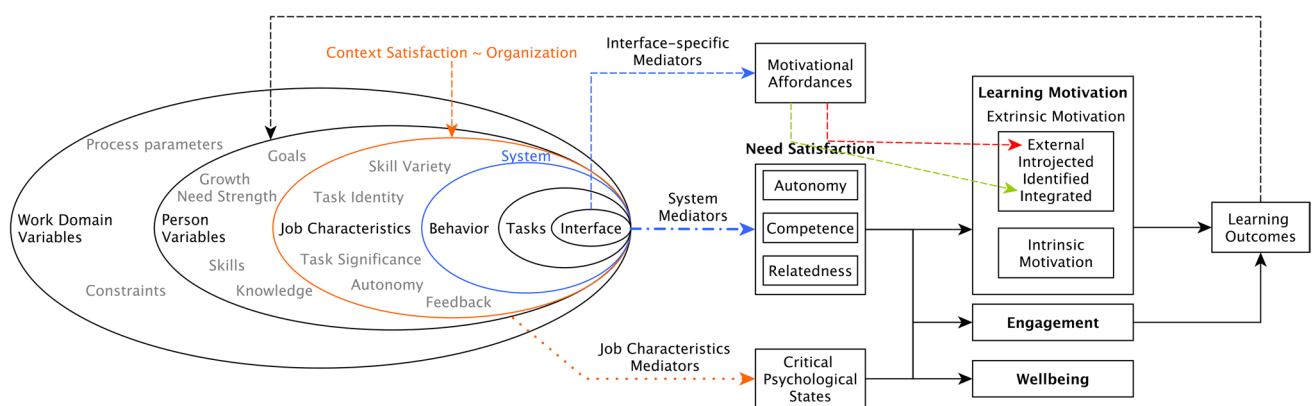 Context Satisfaction ~ Organization
Interface-specific
Mediators
Motivational
Affordances
Learning Motivation
Extrinsic Motivation
External
Introjected
Identified
Integrated
Intrinsic
Motivation
Need Satisfaction
Autonomy
Competence
Relatedness
System
Mediators
Process parameters
Goals
Growth
Need Strength
Skill Variety
System
Task Identity
Work Domain
Variables
Person
Variables
Job Characteristics
Behavior
Tasks
Interface
Skills
Knowledge
Task Significance
Autonomy
Feedback
Constraints
Job Characteristics
Mediators
Critical
Psychological
States
Engagement
Wellbeing
Learning
Outcomes